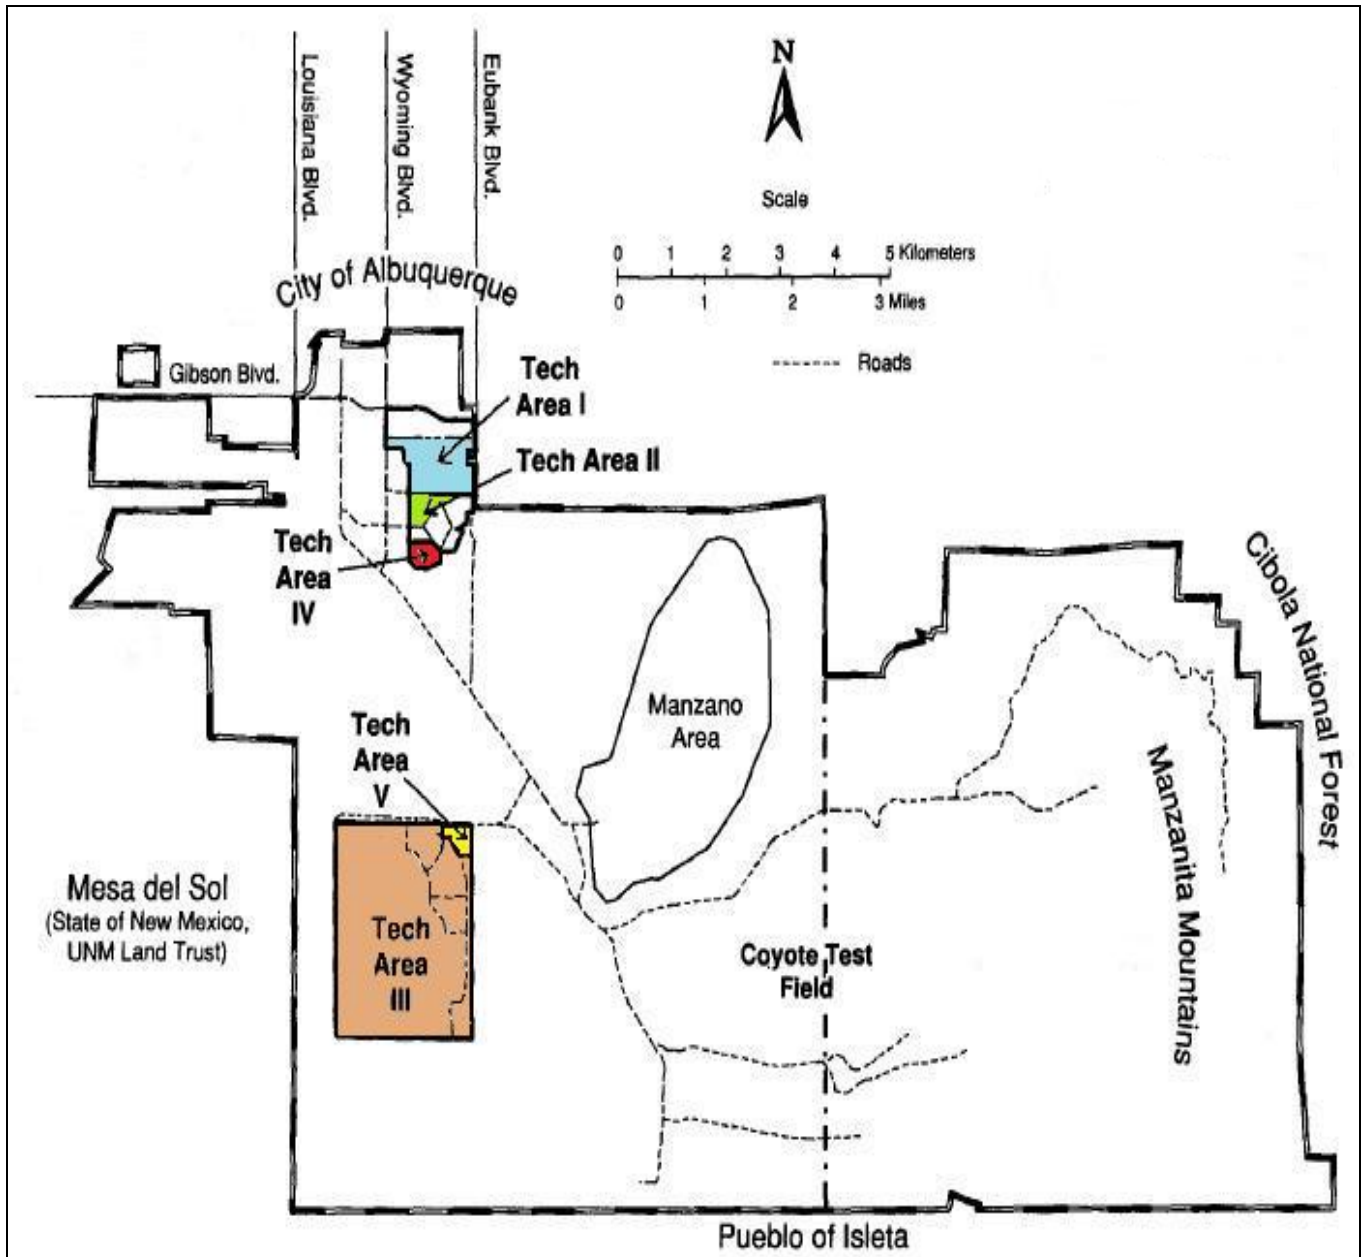 Louisiana Blvd.
Wyoming Blvd.
Eubank Blvd.
N
Scale
0 1 2 3 4 5 Kilometers
0 1 2 3 Miles
Roads
City of Albuquerque
Gibson Blvd.
Tech
Area I
Tech Area II
Tech
Area
IV
Cibola National Forest
Manzano
Area
Tech
Area
V
Manzanita Mountains
Mesa del Sol
(State of New Mexico,
UNM Land Trust)
Tech
Area
III
Coyote Test
Field
Pueblo of Isleta